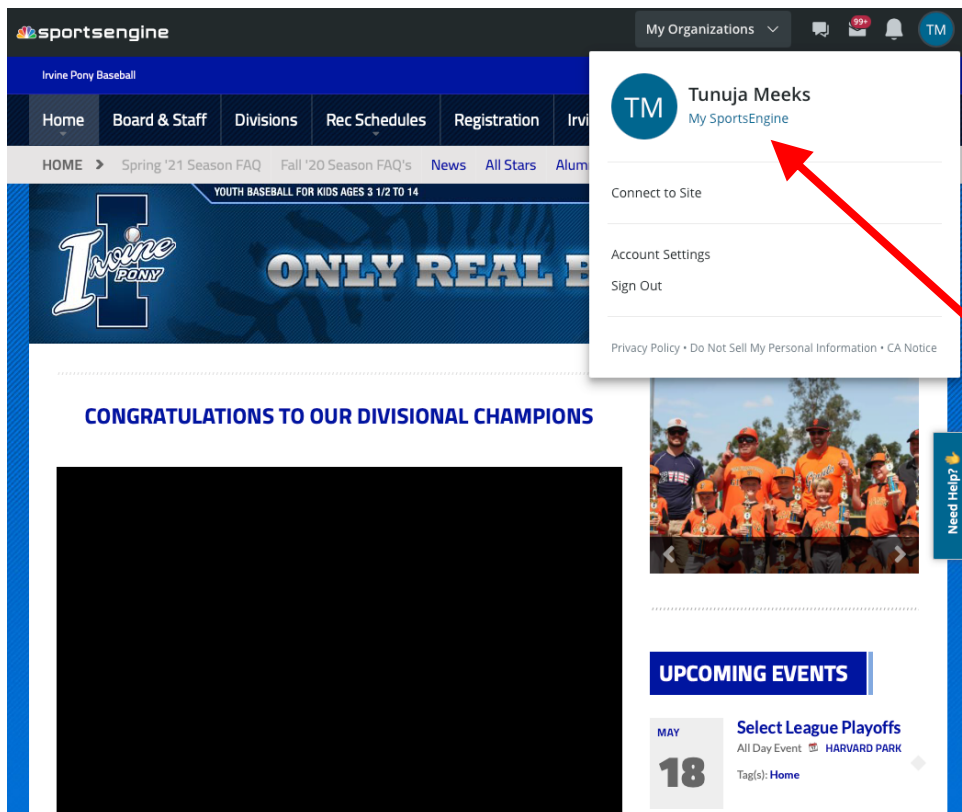 sportsengine
My Organizations
99+
TM
Irvine Pony Baseball
Home Board & Staff Divisions Rec Schedules Registration Irvi
HOME Spring '21 Season FAQ Fall '20 Season FAQ's News All Stars Alum
TM
Tunuja Meeks
My SportsEngine
Connect to Site
Account Settings
Sign Out
Privacy Policy • Do Not Sell My Personal Information • CA Notice
YOUTH BASEBALL FOR KIDS AGES 3 1/2 TO 14
Irvine
PONY
ONLY REAL B
CONGRATULATIONS TO OUR DIVISIONAL CHAMPIONS
Need Help?
UPCOMING EVENTS
MAY
18
Select League Playoffs
All Day Event HARVARD PARK
Tag(s): Home